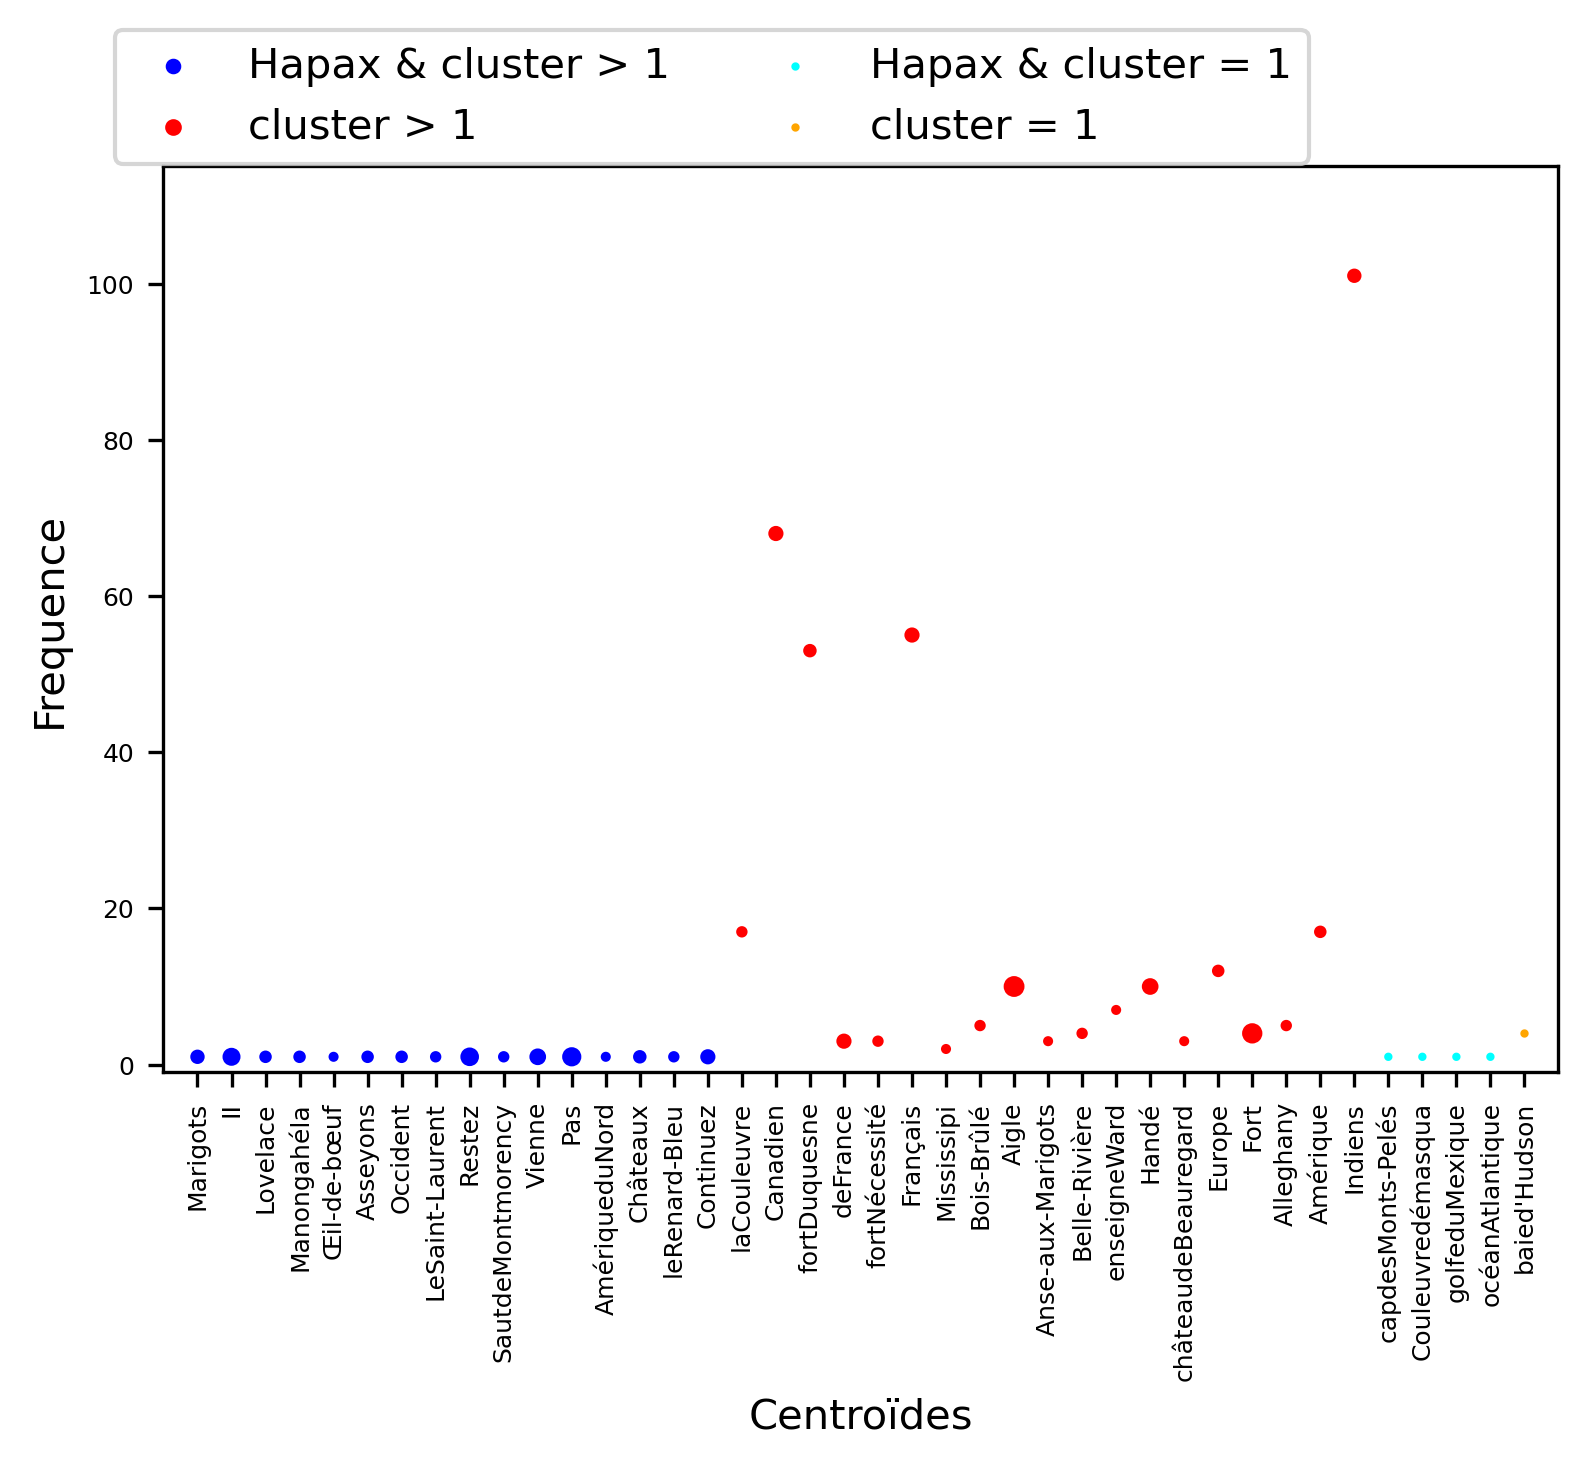 Hapax & cluster > 1
cluster > 1
Hapax & cluster = 1
cluster = 1
Frequence
100
80
60
40
20
0
Marigots
Il
Lovelace
Manongahéla
Œil-de-bœuf
Asseyons
Occident
LeSaint-Laurent
Restez
SautdeMontmorency
Vienne
Pas
AmériqueduNord
Châteaux
leRenard-Bleu
Continuez
laCouleuvre
Canadien
fortDuquesne
deFrance
fortNécessité
Français
Mississipi
Bois-Brûlé
Aigle
Anse-aux-Marigots
Belle-Rivière
enseigneWard
Handé
châteaudeBeauregard
Europe
Fort
Alleghany
Amérique
Indiens
capdesMonts-Pelés
Couleuvredémasqua
golfeduMexique
océanAtlantique
baied'Hudson
Centroïdes